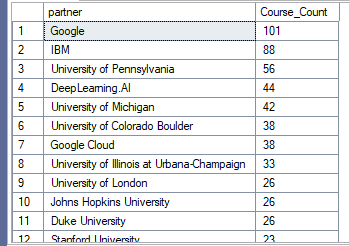 partner Course_Count
1 Google 101
2 IBM 88
3 University of Pennsylvania 56
4 DeepLearning.AI 44
5 University of Michigan 42
6 University of Colorado Boulder 38
7 Google Cloud 38
8 University of Illinois at Urbana-Champaign 33
9 University of London 26
10 Johns Hopkins University 26
11 Duke University 26
12 Stanford University 23